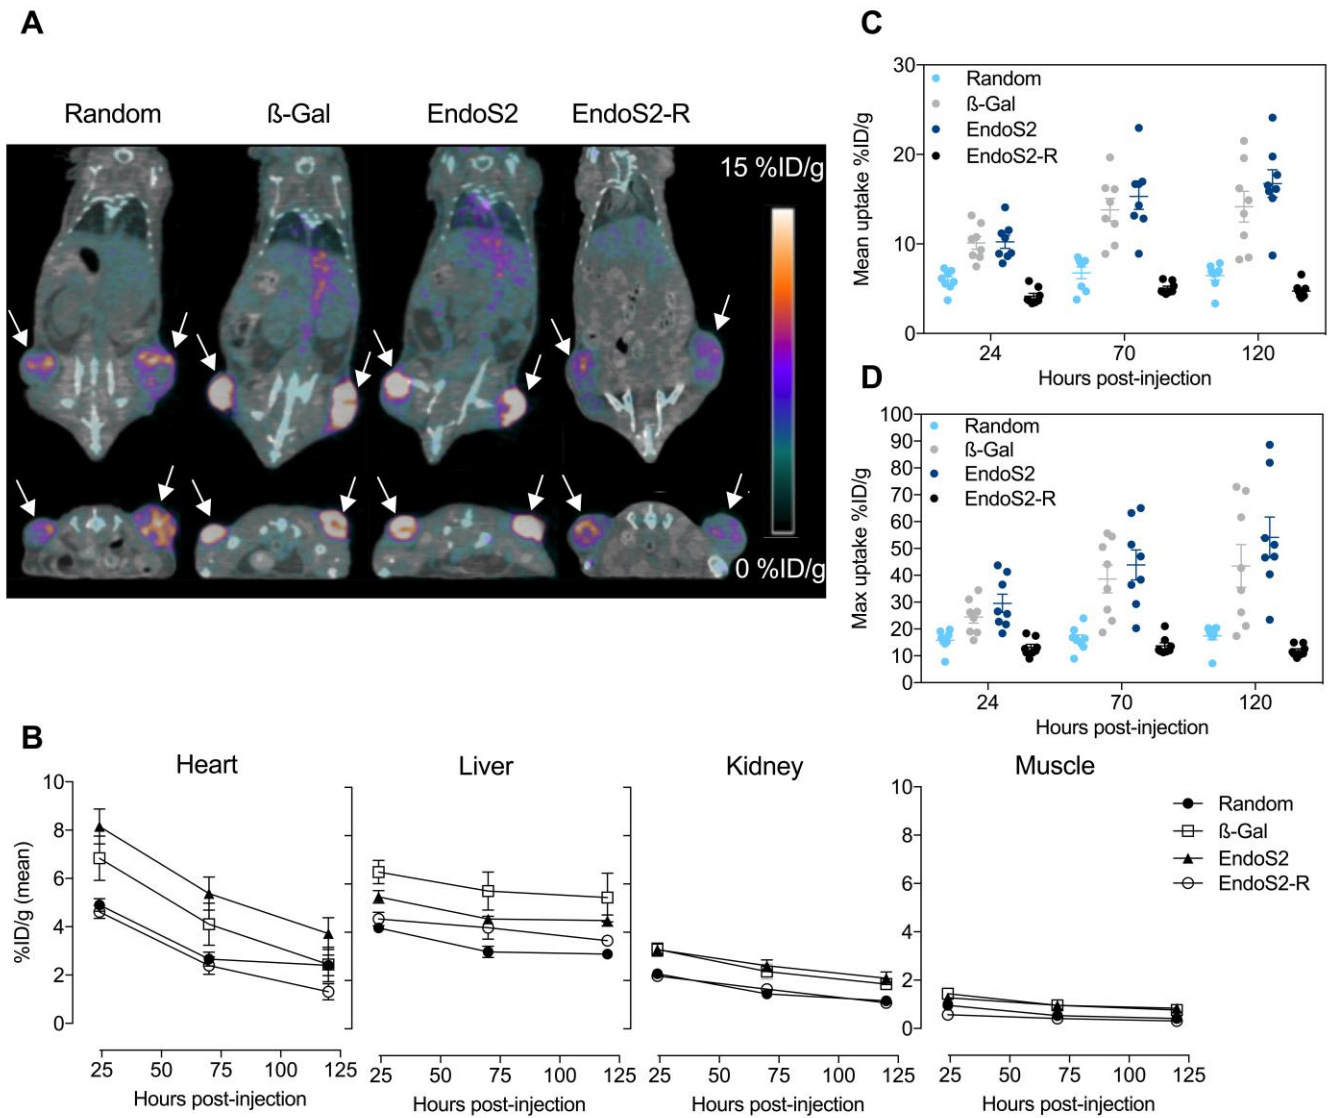 A
Random
ß-Gal
EndoS2
EndoS2-R
15 %ID/g
0 %ID/g
C
30
20
10
0
Mean uptake %ID/g
Random
ß-Gal
EndoS2
EndoS2-R
24
70
120
Hours post-injection
D
100
90
80
70
60
50
40
30
20
10
0
Max uptake %ID/g
Random
ß-Gal
EndoS2
EndoS2-R
24
70
120
Hours post-injection
B
Heart
10
8
6
4
2
0
%ID/g (mean)
25
50
75
100
125
Hours post-injection
Liver
25
50
75
100
125
Hours post-injection
Kidney
25
50
75
100
125
Hours post-injection
Muscle
10
8
6
4
2
0
25
50
75
100
125
Hours post-injection
Random
ß-Gal
EndoS2
EndoS2-R